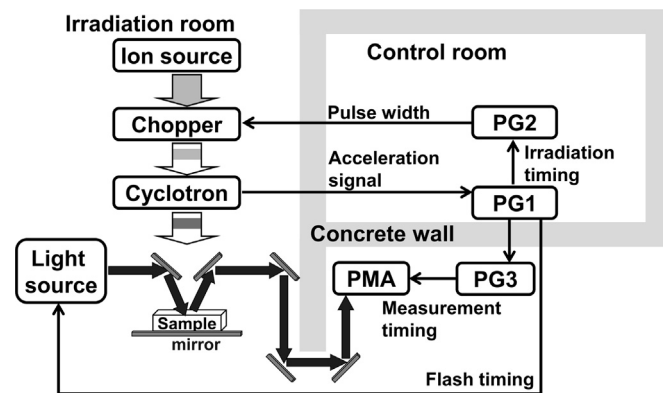 Irradiation room
Ion source
Control room
Chopper
Pulse width
PG2
Acceleration
signal
Irradiation
timing
Cyclotron
PG1
Concrete wall
Light
source
PMA
PG3
Sample
mirror
Measurement
timing
Flash timing